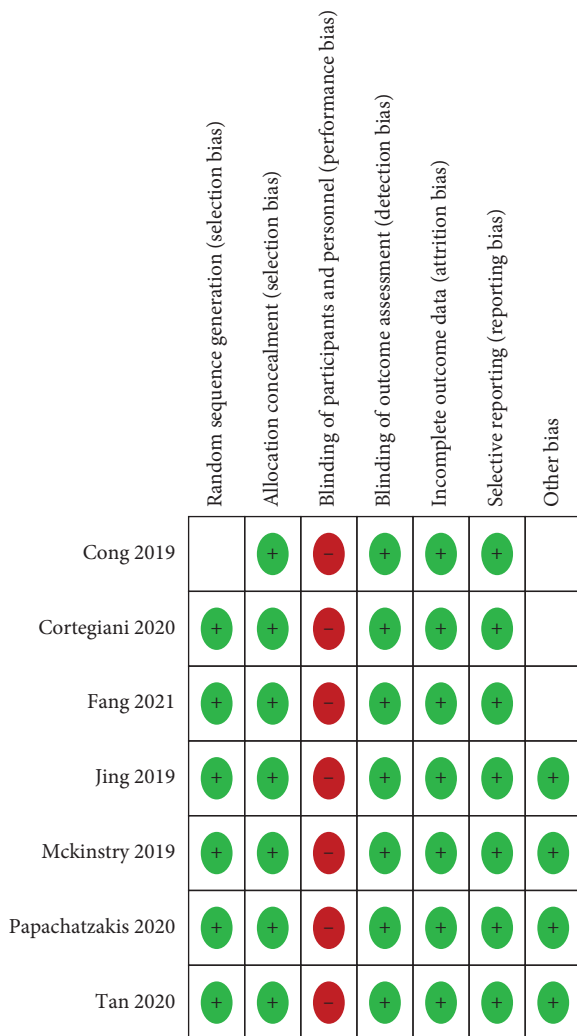 Random sequence generation (selection bias)
Allocation concealment (selection bias)
Blinding of participants and personnel (performance bias)
Blinding of outcome assessment (detection bias)
Incomplete outcome data (attrition bias)
Selective reporting (reporting bias)
Other bias
Cong 2019 + – + + +
Cortegiani 2020 + + – + + +
Fang 2021 + + – + + +
Jing 2019 + + – + + + +
Mckinstry 2019 + + – + + + +
Papachatzakis 2020 + + – + + + +
Tan 2020 + + – + + + +